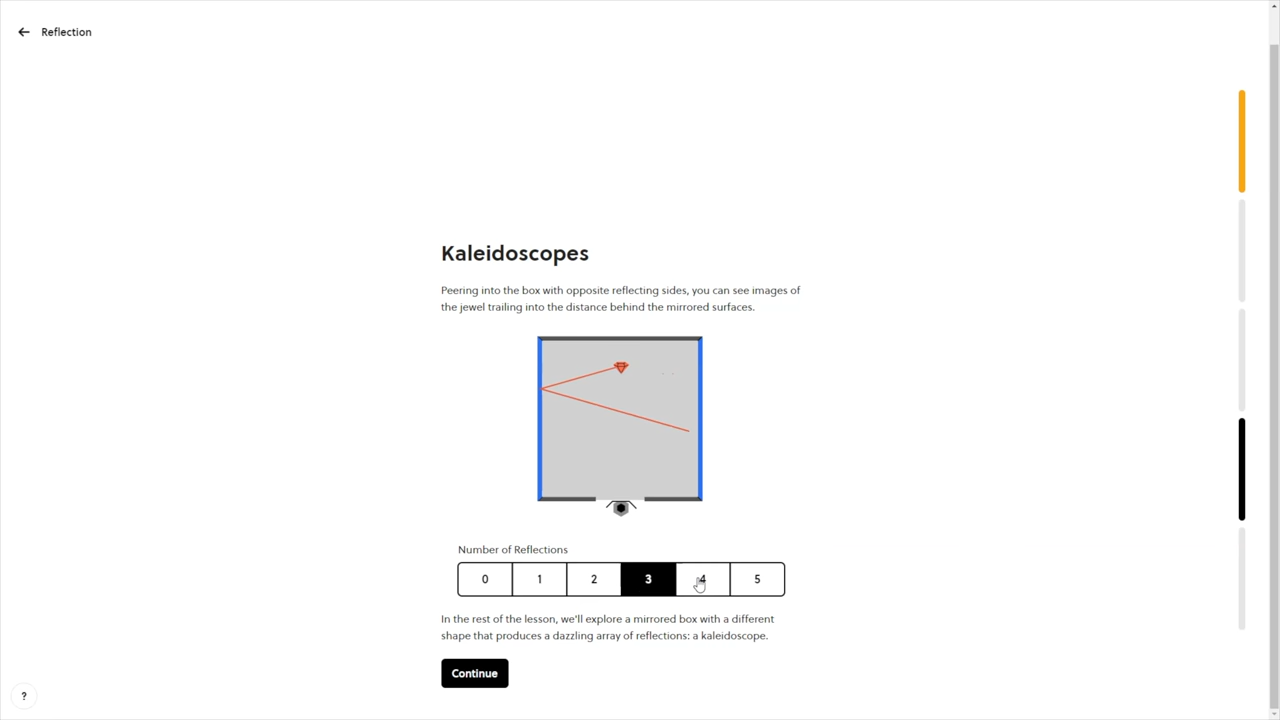 Reflection
Kaleidoscopes
Peering into the box with opposite reflecting sides, you can see images of
the jewel trailing into the distance behind the mirrored surfaces.
Number of Reflections
0 1 2 3 4 5
In the rest of the lesson, we'll explore a mirrored box with a different
shape that produces a dazzling array of reflections: a kaleidoscope.
Continue
?